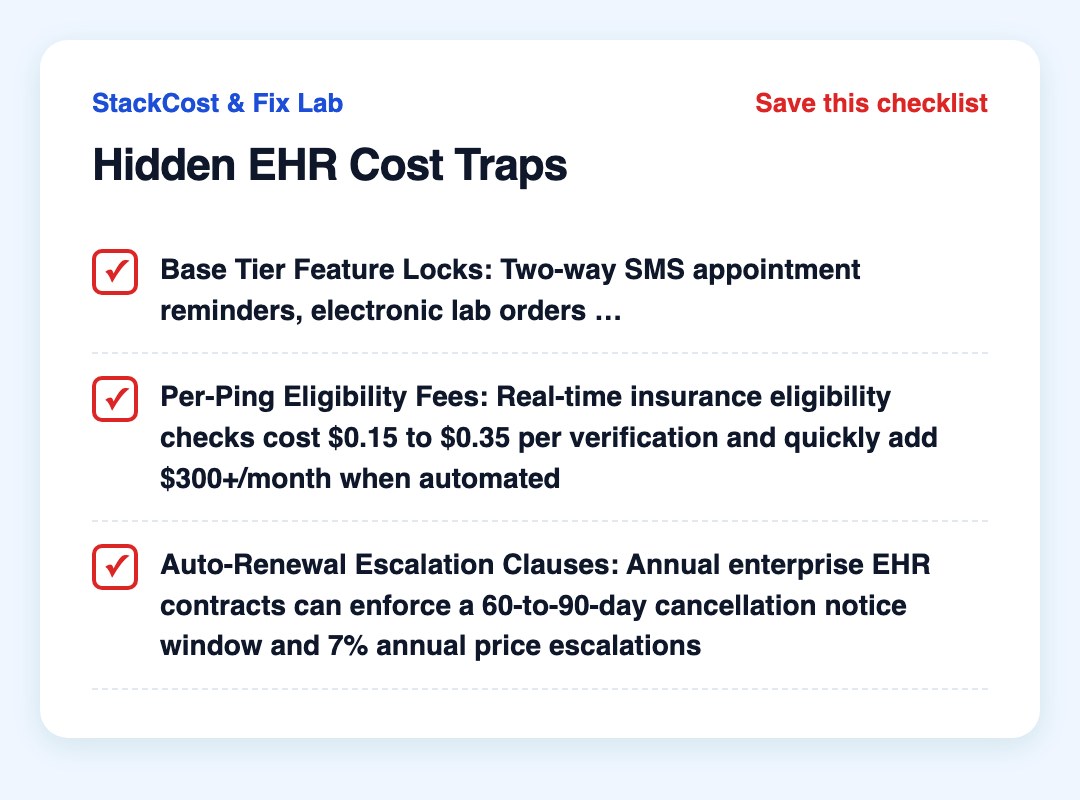 StackCost & Fix Lab
Save this checklist
Hidden EHR Cost Traps
✓ Base Tier Feature Locks: Two-way SMS appointment
reminders, electronic lab orders …
✓ Per-Ping Eligibility Fees: Real-time insurance eligibility
checks cost $0.15 to $0.35 per verification and quickly add
$300+/month when automated
✓ Auto-Renewal Escalation Clauses: Annual enterprise EHR
contracts can enforce a 60-to-90-day cancellation notice
window and 7% annual price escalations